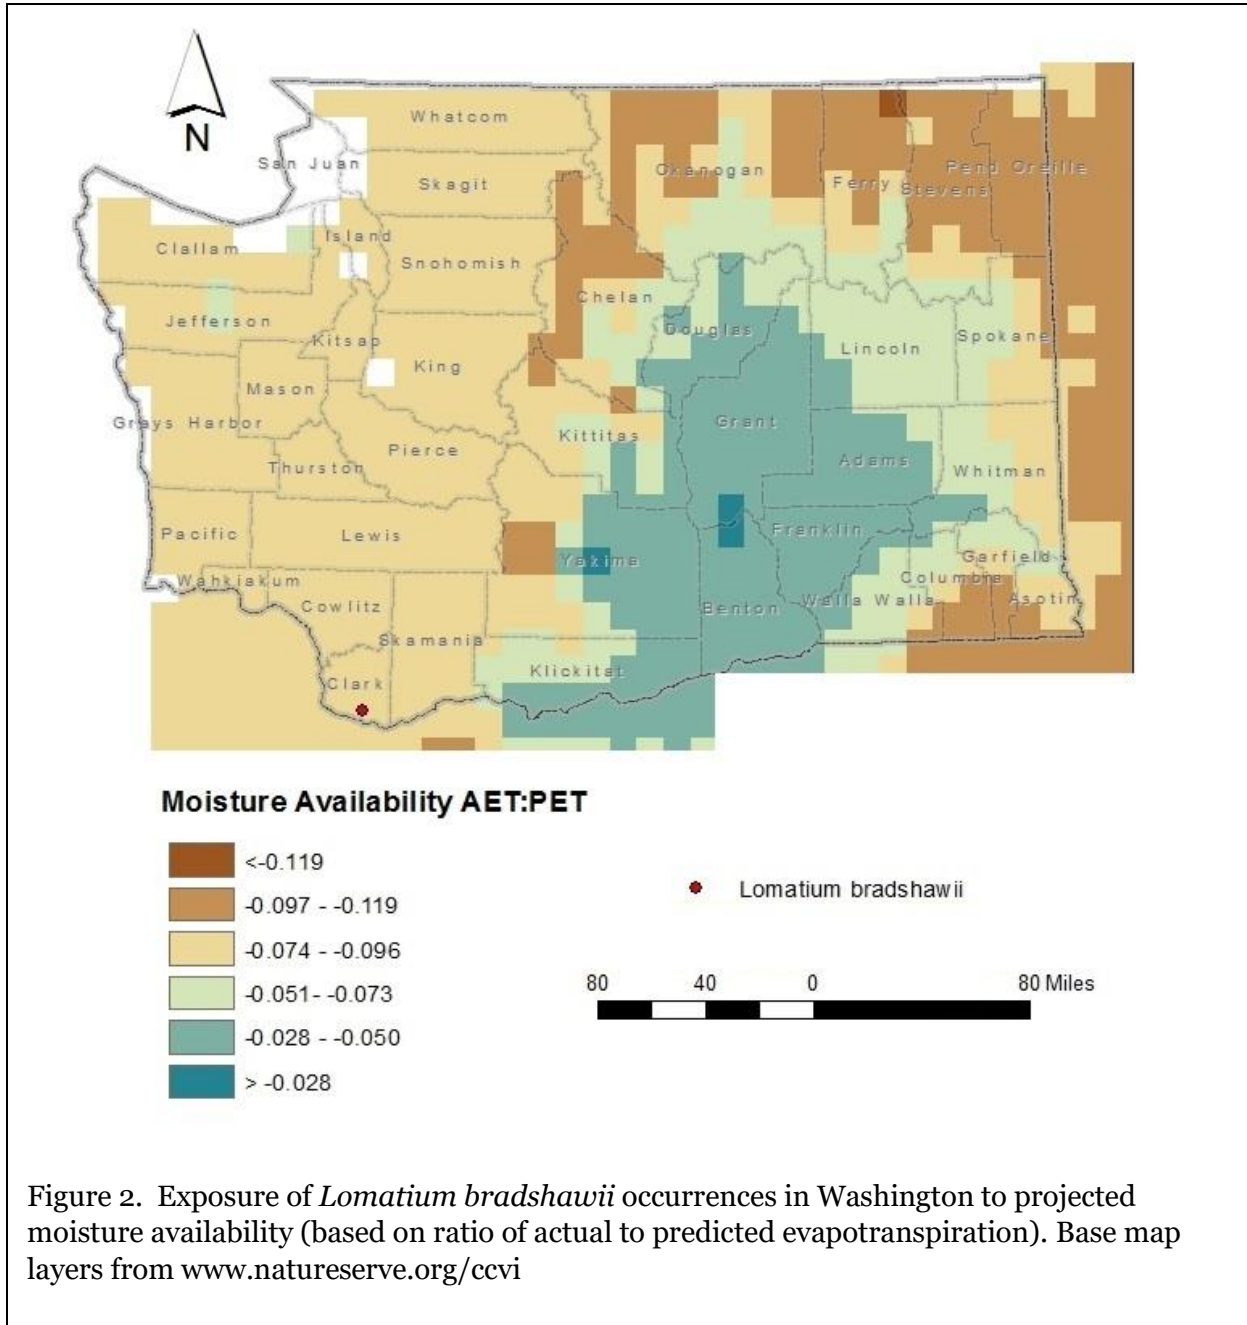 N
Whatcom
San Juan
Skagit
Okanogan
Ferry
Pend Oreille
Stevens
Island
Clallam
Snohomish
Chelan
Jefferson
Kitsap
Douglas
Lincoln
Spokane
King
Mason
Grays Harbor
Grant
Kittitas
Pierce
Thurston
Adams
Whitman
Pacific
Lewis
Franklin
Yakima
Garfield
Wahkiakum
Columbia
Cowlitz
Benton
Walla Walla
Asotin
Skamania
Klickitat
Clark
Moisture Availability AET:PET
<-0.119
-0.097 - -0.119
-0.074 - -0.096
-0.051- -0.073
-0.028 - -0.050
> -0.028
Lomatium bradshawii
80 40 0 80 Miles
Figure 2. Exposure of Lomatium bradshawii occurrences in Washington to projected
moisture availability (based on ratio of actual to predicted evapotranspiration). Base map
layers from www.natureserve.org/ccvi